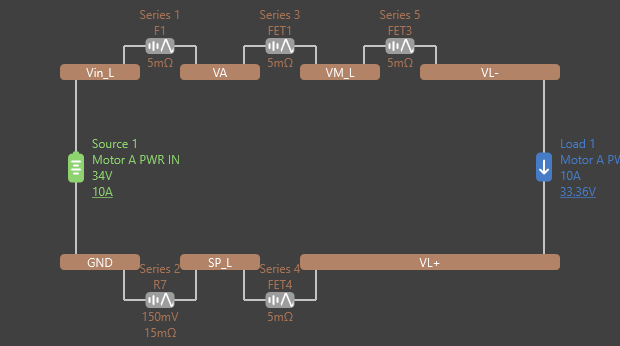 Series 1
F1
5mΩ
Series 3
FET1
5mΩ
Series 5
FET3
5mΩ
Vin_L
VA
VM_L
VL-
Source 1
Motor A PWR IN
34V
10A
Load 1
Motor A PW
10A
33.36V
GND
SP_L
VL+
Series 2
R7
150mV
15mΩ
Series 4
FET4
5mΩ